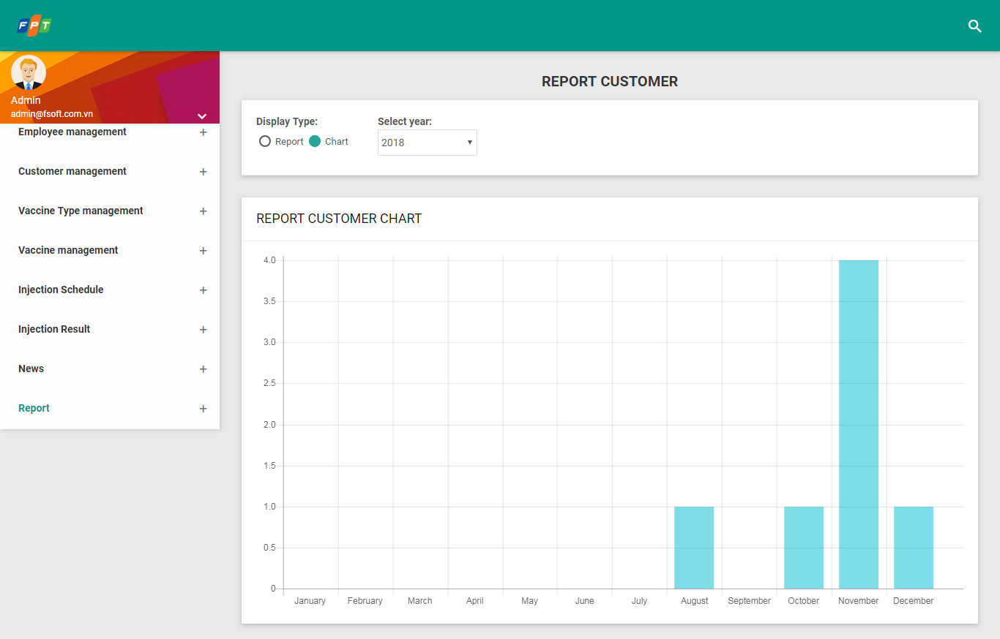 FPT
Admin
admin@fsoft.com.vn
Employee management +
Customer management +
Vaccine Type management +
Vaccine management +
Injection Schedule +
Injection Result +
News +
Report +
REPORT CUSTOMER
Display Type:
Report Chart
Select year:
2018
REPORT CUSTOMER CHART
4.0
3.5
3.0
2.5
2.0
1.5
1.0
0.5
0
January February March April May June July August September October November December